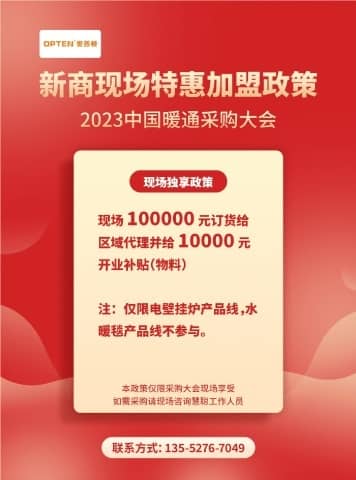 OPTEN 欧芬顿
新商现场特惠加盟政策
2023中国暖通采购大会
现场独享政策
现场 100000 元订货给
区域代理并给 10000 元
开业补贴(物料)
注：仅限电壁挂炉产品线,水
暖毯产品线不参与。
本政策仅限采购大会现场享受
如需采购请现场咨询慧聪工作人员
联系方式：135-5276-7049